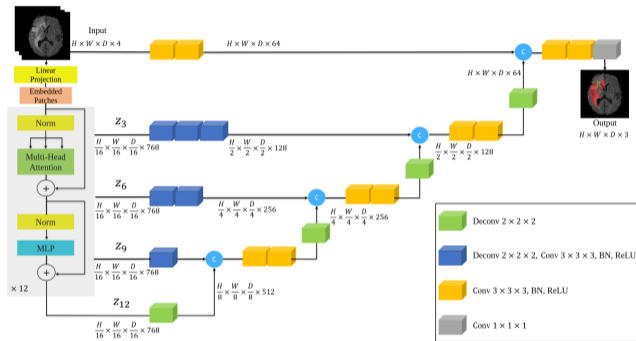 Input
H × W × D × 4
H × W × D × 64
C
Linear
Projection
Embedded
Patches
H × W × D × 64
Output
H × W × D × 3
Norm
Multi-Head
Attention
+
Norm
MLP
+
× 12
z3
H/16 × W/16 × D/16 × 768
H/2 × W/2 × D/2 × 128
C
H/2 × W/2 × D/2 × 128
z6
H/16 × W/16 × D/16 × 768
H/4 × W/4 × D/4 × 256
C
H/4 × W/4 × D/4 × 256
z9
H/16 × W/16 × D/16 × 768
C
H/8 × W/8 × D/8 × 512
z12
H/16 × W/16 × D/16 × 768
Deconv 2 × 2 × 2
Deconv 2 × 2 × 2, Conv 3 × 3 × 3, BN, ReLU
Conv 3 × 3 × 3, BN, ReLU
Conv 1 × 1 × 1